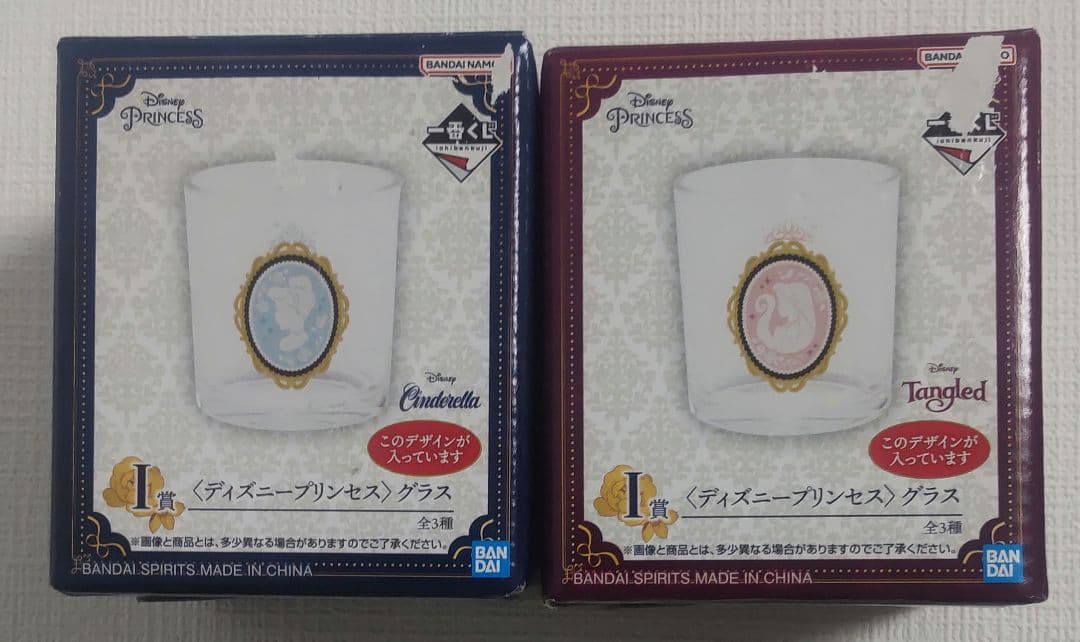 BANDAI NAMCO
Disney
PRINCESS
一番くじ
ichibankuji
Disney
Cinderella
このデザインが
入っています
I賞
〈ディズニープリンセス〉グラス
全3種
※画像と商品とは、多少異なる場合がありますのでご了承ください。
BANDAI SPIRITS MADE IN CHINA
BAN
DAI
BANDAI
Disney
PRINCESS
くじ
ichibankuji
Disney
Tangled
このデザインが
入っています
I賞
〈ディズニープリンセス〉グラス
全3種
※画像と商品とは、多少異なる場合がありますのでご了承ください。
BANDAI SPIRITS MADE IN CHINA
BAN
DAI